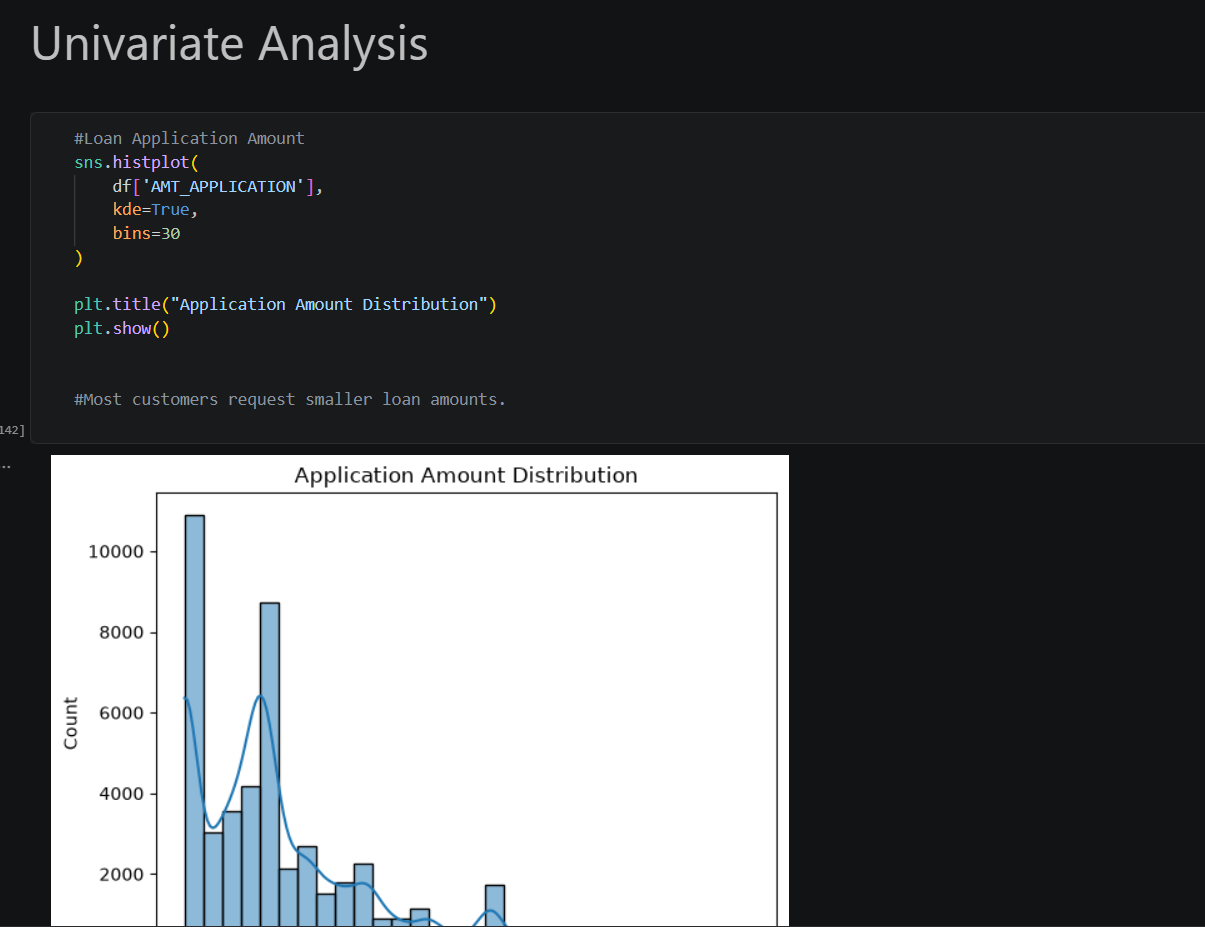 Univariate Analysis
#Loan Application Amount
sns.histplot(
df['AMT_APPLICATION'],
kde=True,
bins=30
)
plt.title("Application Amount Distribution")
plt.show()
#Most customers request smaller loan amounts.
142]
...
Application Amount Distribution
10000
8000
6000
4000
2000
Count